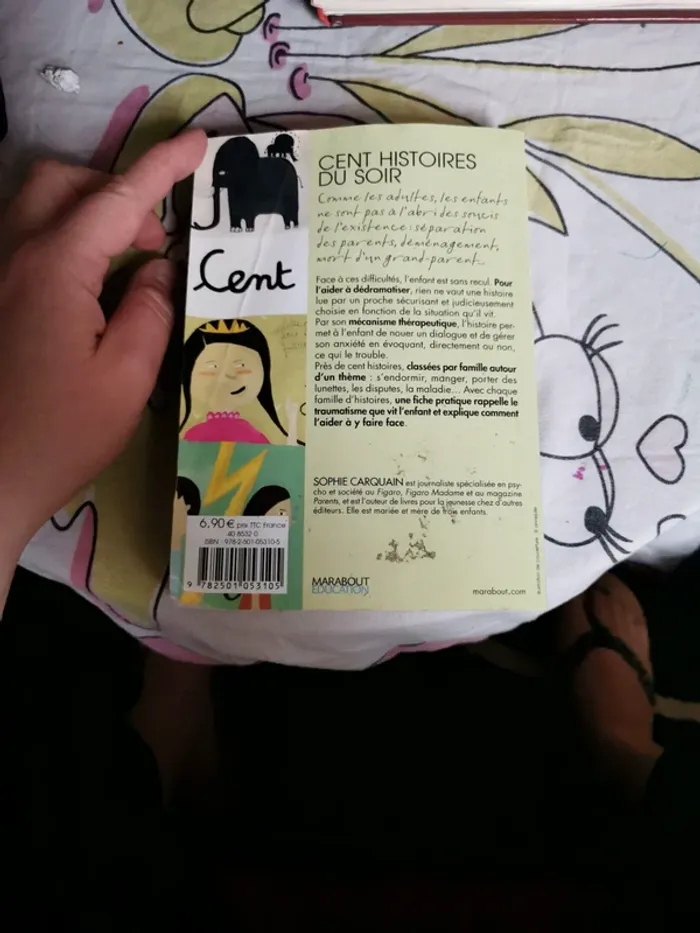 CENT HISTOIRES
DU SOIR
Comme les adultes, les enfants
ne sont pas à l'abri des soucis
de l'existence : séparation
des parents, déménagement,
mort d'un grand-parent...
Cent
Face à ces difficultés, l'enfant est sans recul. Pour
l'aider à dédramatiser, rien ne vaut une histoire
lue par un proche sécurisant et judicieusement
choisie en fonction de la situation qu'il vit.
Par son mécanisme thérapeutique, l'histoire per-
met à l'enfant de nouer un dialogue et de gérer
son anxiété en évoquant, directement ou non,
ce qui le trouble.
Près de cent histoires, classées par famille autour
d'un thème : s'endormir, manger, porter des
lunettes, les disputes, la maladie... Avec chaque
famille d'histoires, une fiche pratique rappelle le
traumatisme que vit l'enfant et explique comment
l'aider à y faire face.
SOPHIE CARQUAIN est journaliste spécialisée en psy-
cho et société au Figaro, Figaro Madame et au magazine
Parents, et est l'auteur de livres pour la jeunesse chez d'autres
éditeurs. Elle est mariée et mère de trois enfants.
6,90 € prix TTC France
40 8532 0
ISBN : 978-2-501-05310-5
9 782501 053105
MARABOUT
EDUCATION
marabout.com